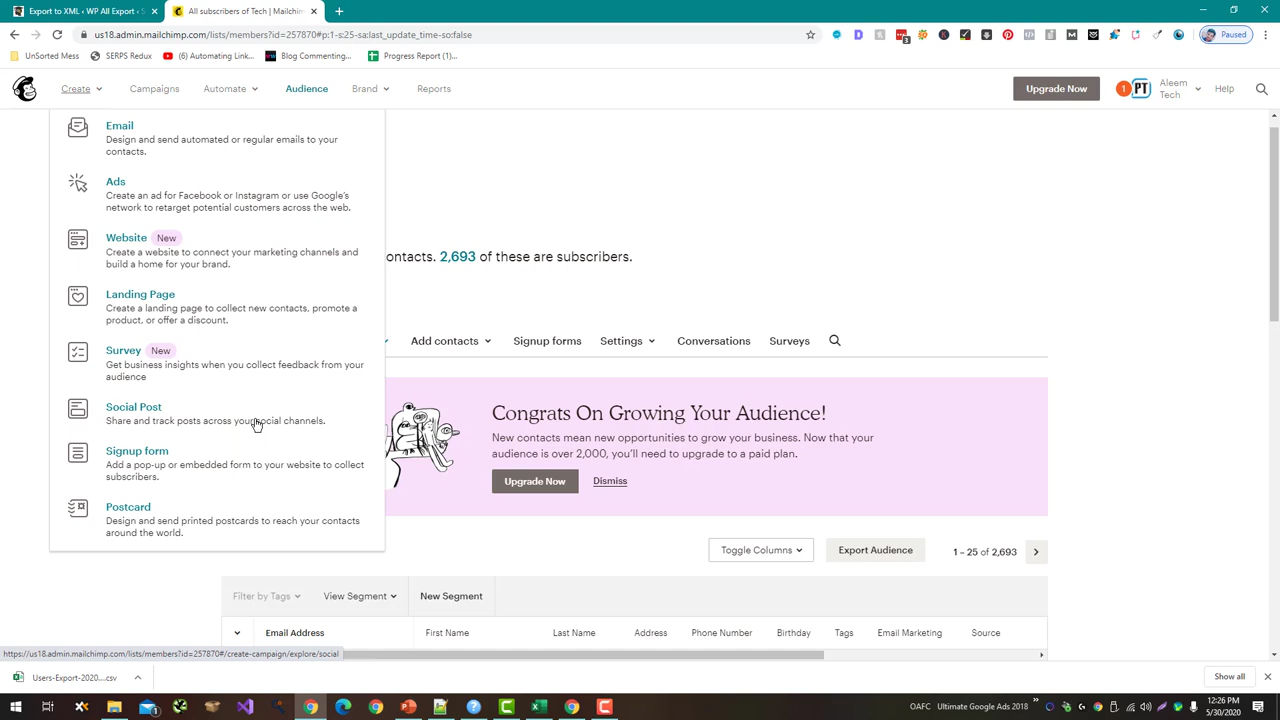 Export to XML ‹ WP All Export ‹ S
All subscribers of Tech | Mailchim
us18.admin.mailchimp.com/lists/members?id=257870#p:1-s:25-sa:last_update_time-so:false
Paused
UnSorted Mess
SERPS Redux
(6) Automating Link...
Blog Commenting...
Progress Report (1)...
Create
Campaigns
Automate
Audience
Brand
Reports
Upgrade Now
1
PT
Aleem
Tech
Help
Email
Design and send automated or regular emails to your
contacts.
Ads
Create an ad for Facebook or Instagram or use Google's
network to retarget potential customers across the web.
Website New
Create a website to connect your marketing channels and
build a home for your brand.
Landing Page
Create a landing page to collect new contacts, promote a
product, or offer a discount.
Survey New
Get business insights when you collect feedback from your
audience
Social Post
Share and track posts across your social channels.
Signup form
Add a pop-up or embedded form to your website to collect
subscribers.
Postcard
Design and send printed postcards to reach your contacts
around the world.
ontacts. 2,693 of these are subscribers.
Add contacts
Signup forms
Settings
Conversations
Surveys
Congrats On Growing Your Audience!
New contacts mean new opportunities to grow your business. Now that your
audience is over 2,000, you'll need to upgrade to a paid plan.
Upgrade Now
Dismiss
Toggle Columns
Export Audience
1 – 25 of 2,693
Filter by Tags
View Segment
New Segment
Email Address
First Name
Last Name
Address
Phone Number
Birthday
Tags
Email Marketing
Source
https://us18.admin.mailchimp.com/lists/members?id=257870#/create-campaign/explore/social
Users-Export-2020....csv
Show all
OAFC
Ultimate Google Ads 2018
12:26 PM
5/30/2020